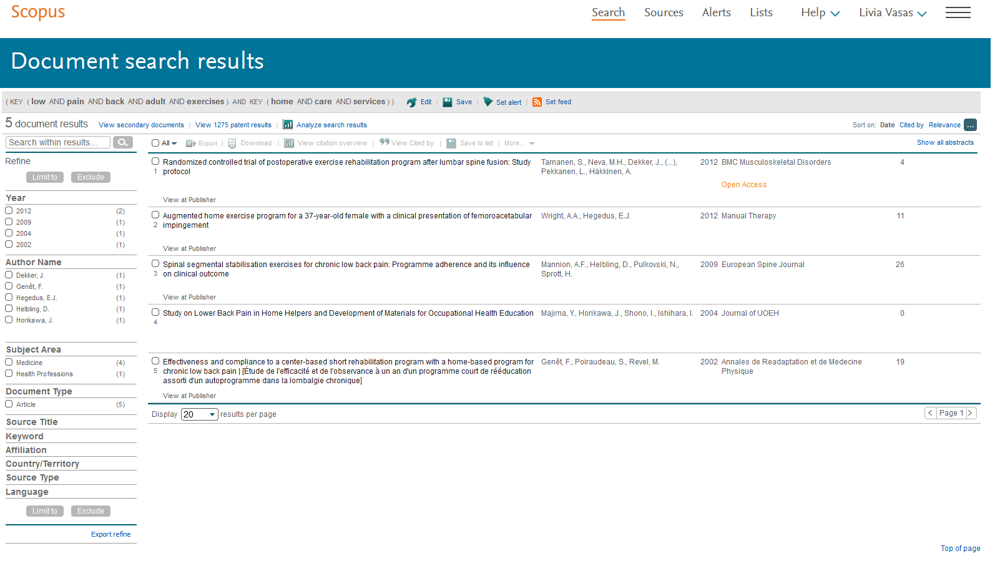 Scopus
Search Sources Alerts Lists Help Livia Vasas
Document search results
( KEY ( low AND pain AND back AND adult AND exercises ) AND KEY ( home AND care AND services ) ) Edit | Save | Set alert | Set feed
5 document results View secondary documents | View 1275 patent results | Analyze search results
Sort on: Date Cited by Relevance ...
Search within results...
Refine
Limit to Exclude
Year
2012 (2)
2009 (1)
2004 (1)
2002 (1)
Author Name
Dekker, J. (1)
Genêt, F. (1)
Hegedus, E.J. (1)
Helbling, D. (1)
Horikawa, J. (1)
Subject Area
Medicine (4)
Health Professions (1)
Document Type
Article (5)
Source Title
Keyword
Affiliation
Country/Territory
Source Type
Language
Limit to Exclude
Export refine
All Export | Download | View citation overview | View Cited by | Save to list | More... Show all abstracts
1 Randomized controlled trial of postoperative exercise rehabilitation program after lumbar spine fusion: Study
protocol
Tarnanen, S., Neva, M.H., Dekker, J., (...),
Pekkanen, L., Häkkinen, A.
2012 BMC Musculoskeletal Disorders 4
Open Access
View at Publisher
2 Augmented home exercise program for a 37-year-old female with a clinical presentation of femoroacetabular
impingement
Wright, A.A., Hegedus, E.J. 2012 Manual Therapy 11
View at Publisher
3 Spinal segmental stabilisation exercises for chronic low back pain: Programme adherence and its influence
on clinical outcome
Mannion, A.F., Helbling, D., Pulkovski, N.,
Sprott, H.
2009 European Spine Journal 26
View at Publisher
4 Study on Lower Back Pain in Home Helpers and Development of Materials for Occupational Health Education
Majima, Y., Horikawa, J., Shono, I., Ishihara, I. 2004 Journal of UOEH 0
5 Effectiveness and compliance to a center-based short rehabilitation program with a home-based program for
chronic low back pain | [Étude de l'efficacité et de l'observance à un an d'un programme court de rééducation
assorti d'un autoprogramme dans la lombalgie chronique]
Genêt, F., Poiraudeau, S., Revel, M. 2002 Annales de Readaptation et de Medecine
Physique
19
View at Publisher
Display 20 results per page
< Page 1 >
Top of page